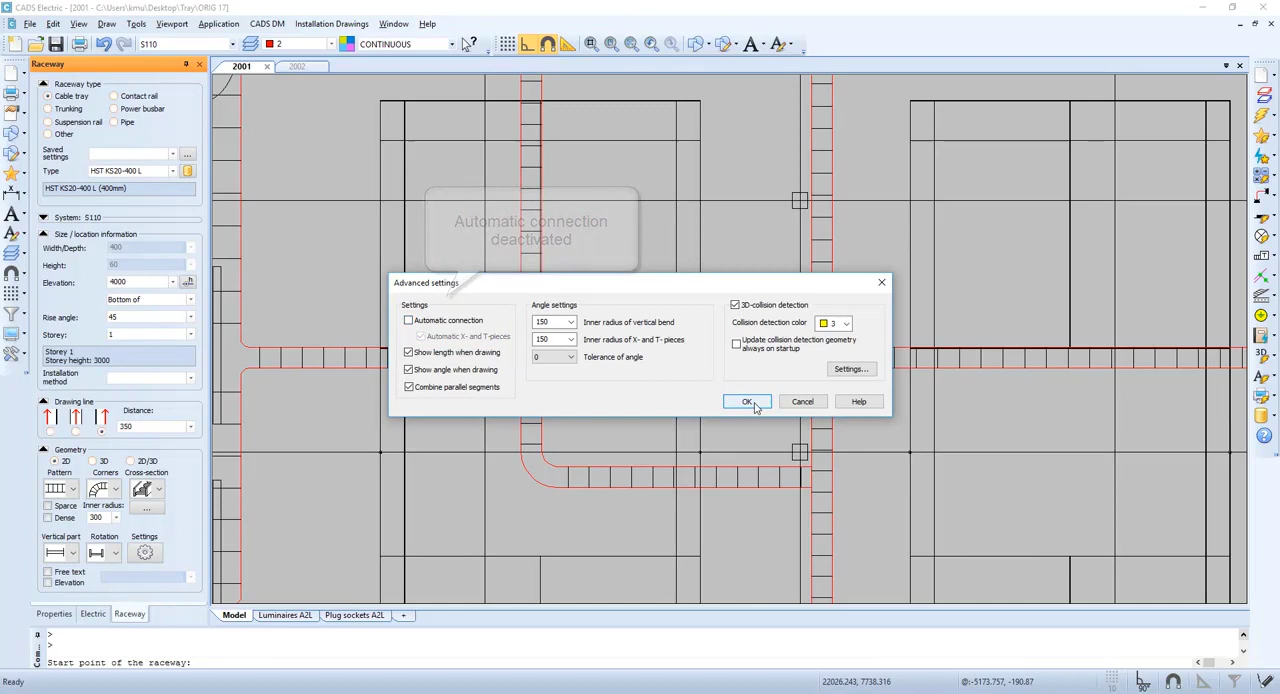 CADS Electric - [2001 - C:\Users\kmu\Desktop\Tray\ORIG 17]
File Edit View Draw Tools Viewport Application CADS DM Installation Drawings Window Help
S110 2 CONTINUOUS
Raceway
2001 2002
Raceway type
Cable tray Contact rail
Trunking Power busbar
Suspension rail Pipe
Other
Saved settings
Type HST KS20-400 L
HST KS20-400 L (400mm)
System: S110
Size / location information
Width/Depth: 400
Height: 60
Elevation: 4000
Bottom of
Rise angle: 45
Storey: 1
Storey 1
Storey height: 3000
Installation method
Drawing line
Distance:
350
Geometry
2D 3D 2D/3D
Pattern Corners Cross-section
Sparce Inner radius:
Dense 300
...
Vertical part Rotation Settings
Free text
Elevation
Properties Electric Raceway
Automatic connection
deactivated
Advanced settings
Settings
Automatic connection
Automatic X- and T-pieces
Show length when drawing
Show angle when drawing
Combine parallel segments
Angle settings
150 Inner radius of vertical bend
150 Inner radius of X- and T- pieces
0 Tolerance of angle
3D-collision detection
Collision detection color 3
Update collision detection geometry
always on startup
Settings...
OK Cancel Help
Model Luminaires A2L Plug sockets A2L +
Com...
>
>
Start point of the raceway:
Ready 22026.243, 7738.316 @:-5173.757, -190.87 10 90°